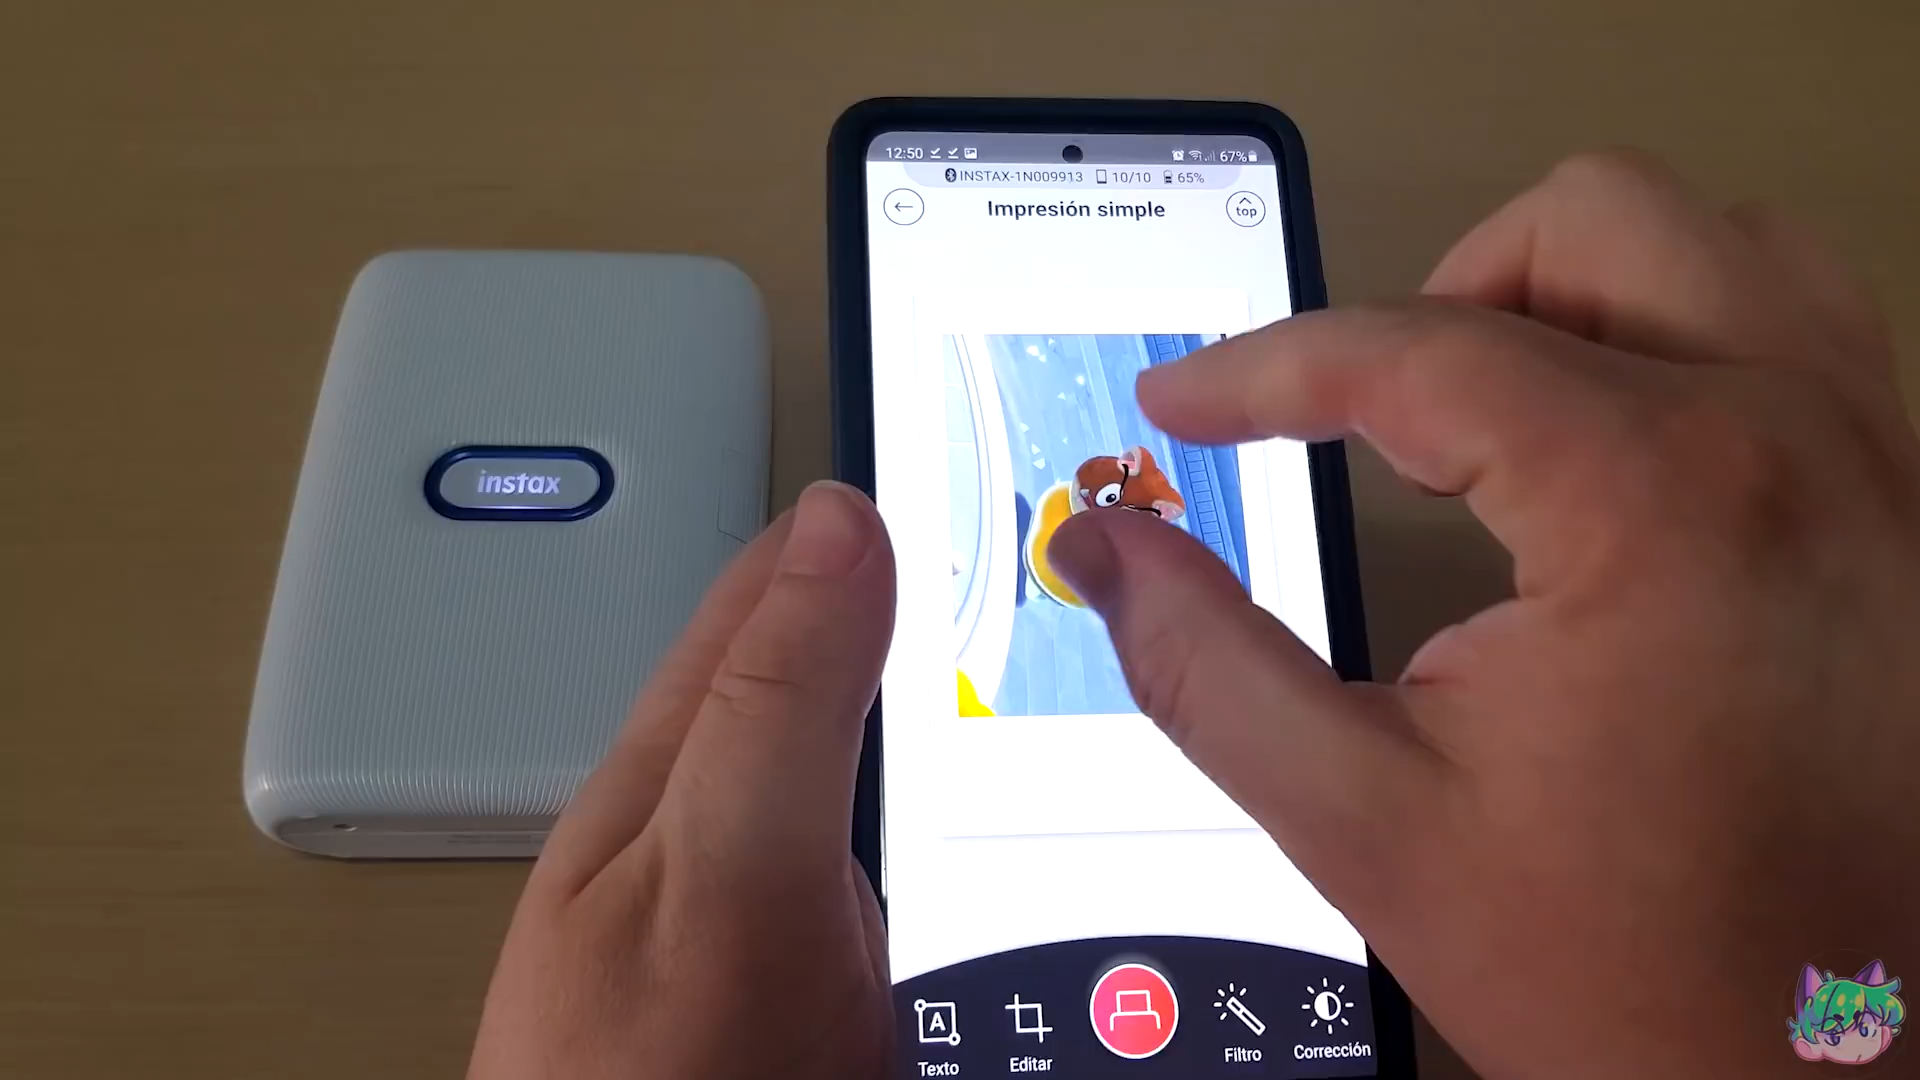 12:50
67%
INSTAX-1N009913 10/10 65%
Impresión simple
top
instax
A
Texto
Editar
Filtro
Corrección